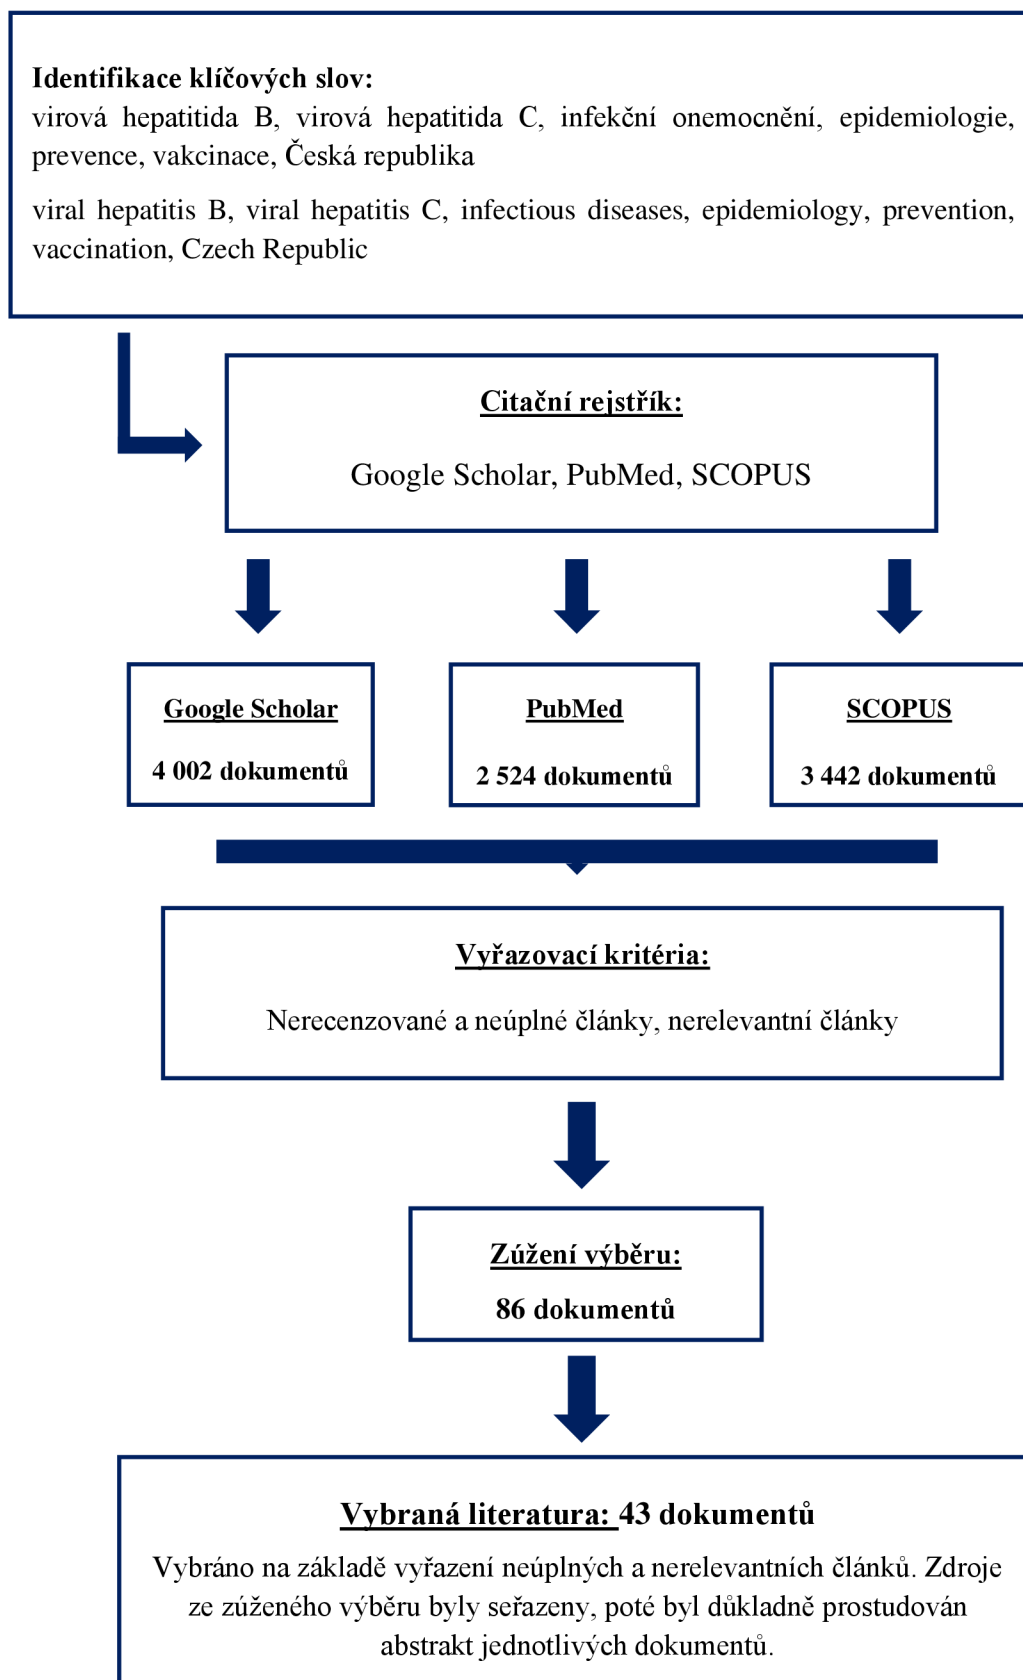 Identifikace klíčových slov:
virová hepatitida B, virová hepatitida C, infekční onemocnění, epidemiologie,
prevence, vakcinace, Česká republika
viral hepatitis B, viral hepatitis C, infectious diseases, epidemiology, prevention,
vaccination, Czech Republic
Citační rejstřík:
Google Scholar, PubMed, SCOPUS
Google Scholar
4 002 dokumentů
PubMed
2 524 dokumentů
SCOPUS
3 442 dokumentů
Vyřazovací kritéria:
Nerecenzované a neúplné články, nerelevantní články
Zúžení výběru:
86 dokumentů
Vybraná literatura: 43 dokumentů
Vybráno na základě vyřazení neúplných a nerelevantních článků. Zdroje
ze zúženého výběru byly seřazeny, poté byl důkladně prostudován
abstrakt jednotlivých dokumentů.